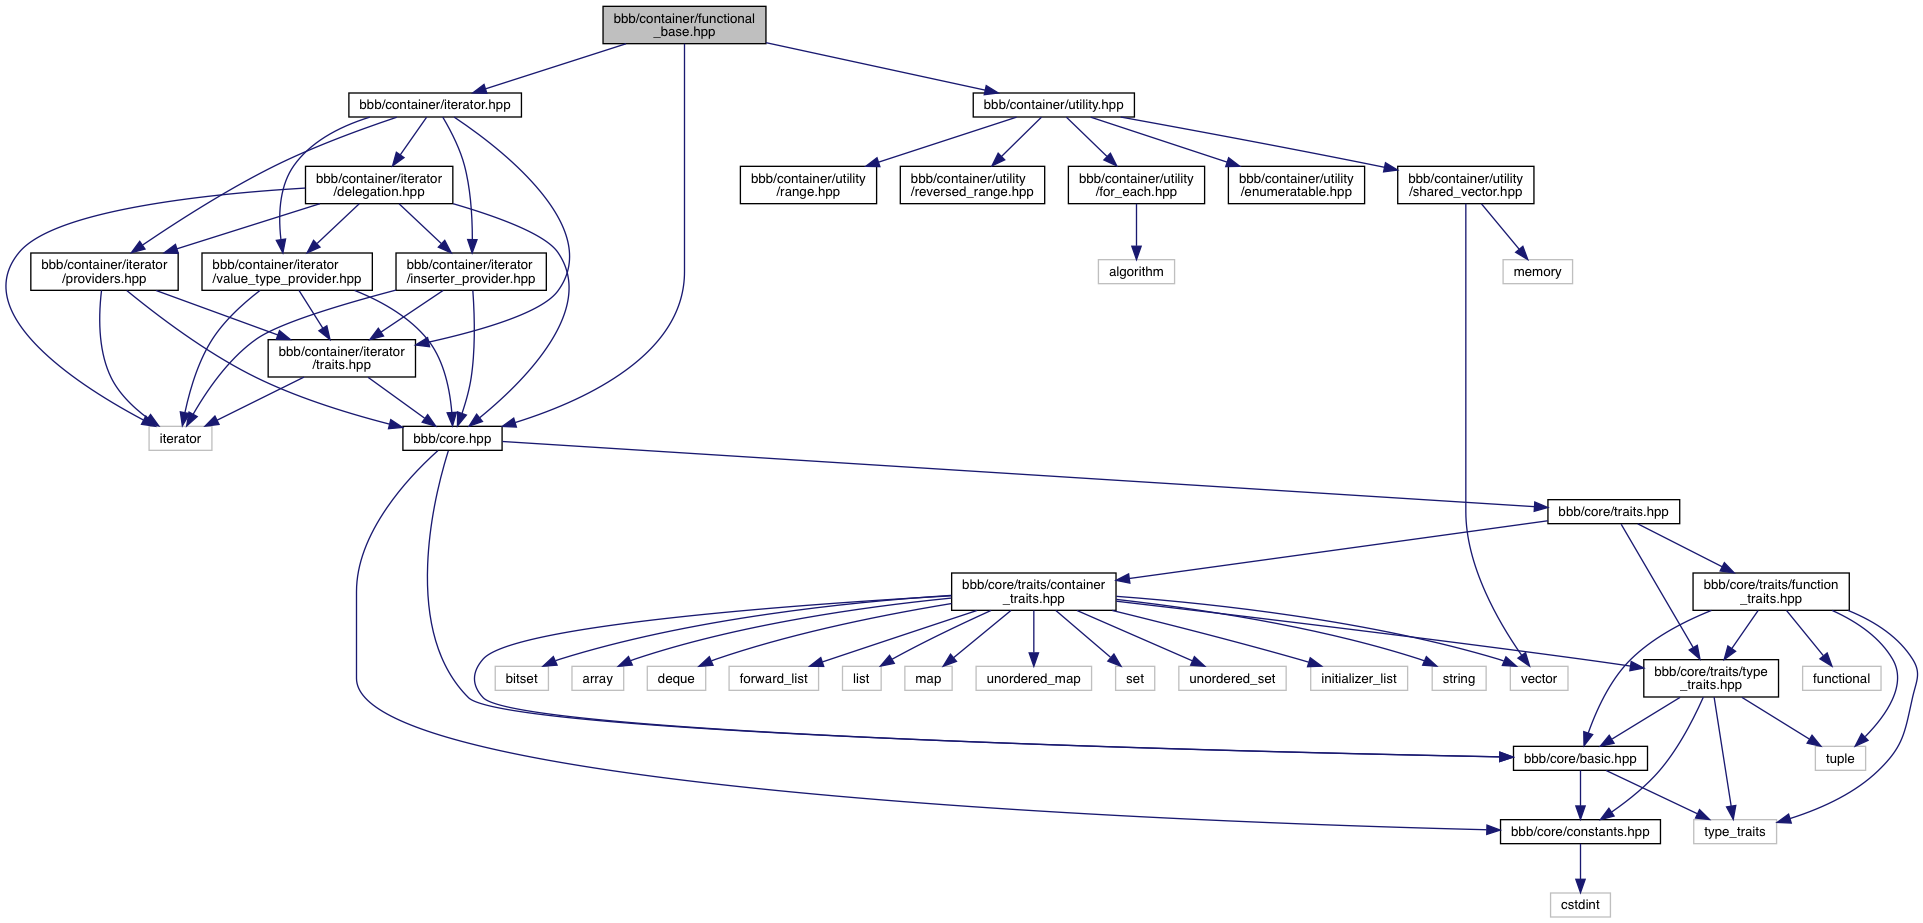 bbb/container/functional
_base.hpp
bbb/container/iterator.hpp
bbb/container/utility.hpp
bbb/container/iterator
/delegation.hpp
bbb/container/utility
/range.hpp
bbb/container/utility
/reversed_range.hpp
bbb/container/utility
/for_each.hpp
bbb/container/utility
/enumeratable.hpp
bbb/container/utility
/shared_vector.hpp
bbb/container/iterator
/providers.hpp
bbb/container/iterator
/value_type_provider.hpp
bbb/container/iterator
/inserter_provider.hpp
algorithm
memory
bbb/container/iterator
/traits.hpp
iterator
bbb/core.hpp
bbb/core/traits.hpp
bbb/core/traits/container
_traits.hpp
bbb/core/traits/function
_traits.hpp
bitset
array
deque
forward_list
list
map
unordered_map
set
unordered_set
initializer_list
string
vector
bbb/core/traits/type
_traits.hpp
functional
bbb/core/basic.hpp
tuple
bbb/core/constants.hpp
type_traits
cstdint